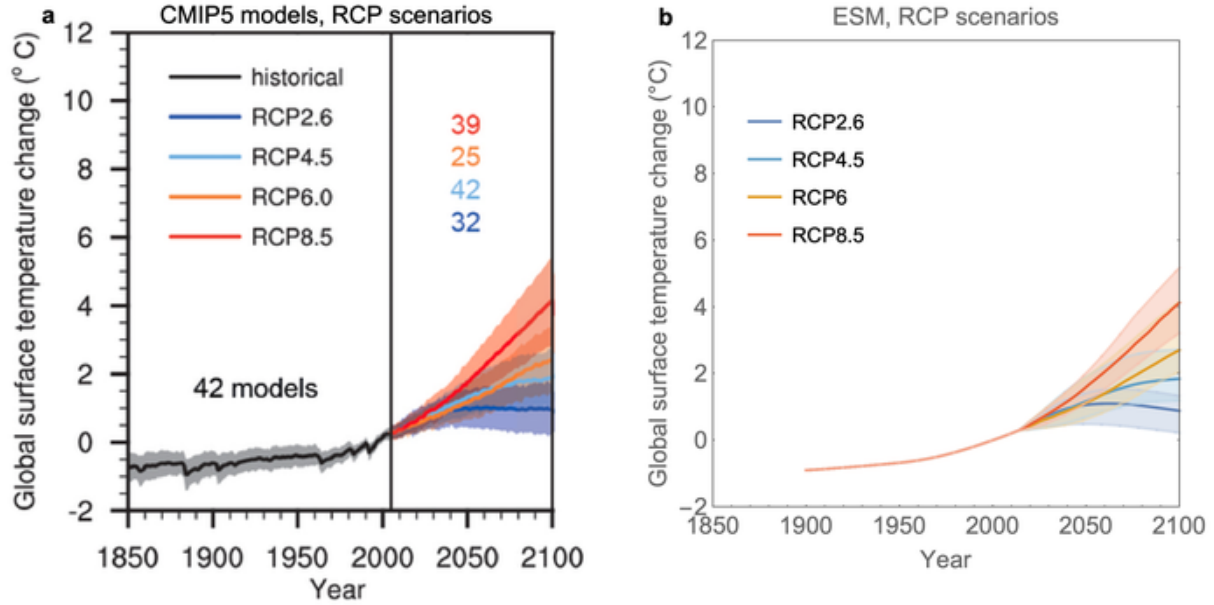 a
CMIP5 models, RCP scenarios
Global surface temperature change (° C)
12
10
8
6
4
2
0
-2
historical
RCP2.6
RCP4.5
RCP6.0
RCP8.5
39
25
42
32
42 models
1850 1900 1950 2000 2050 2100
Year
b
ESM, RCP scenarios
Global surface temperature change (°C)
12
10
8
6
4
2
0
−2
RCP2.6
RCP4.5
RCP6
RCP8.5
1850 1900 1950 2000 2050 2100
Year